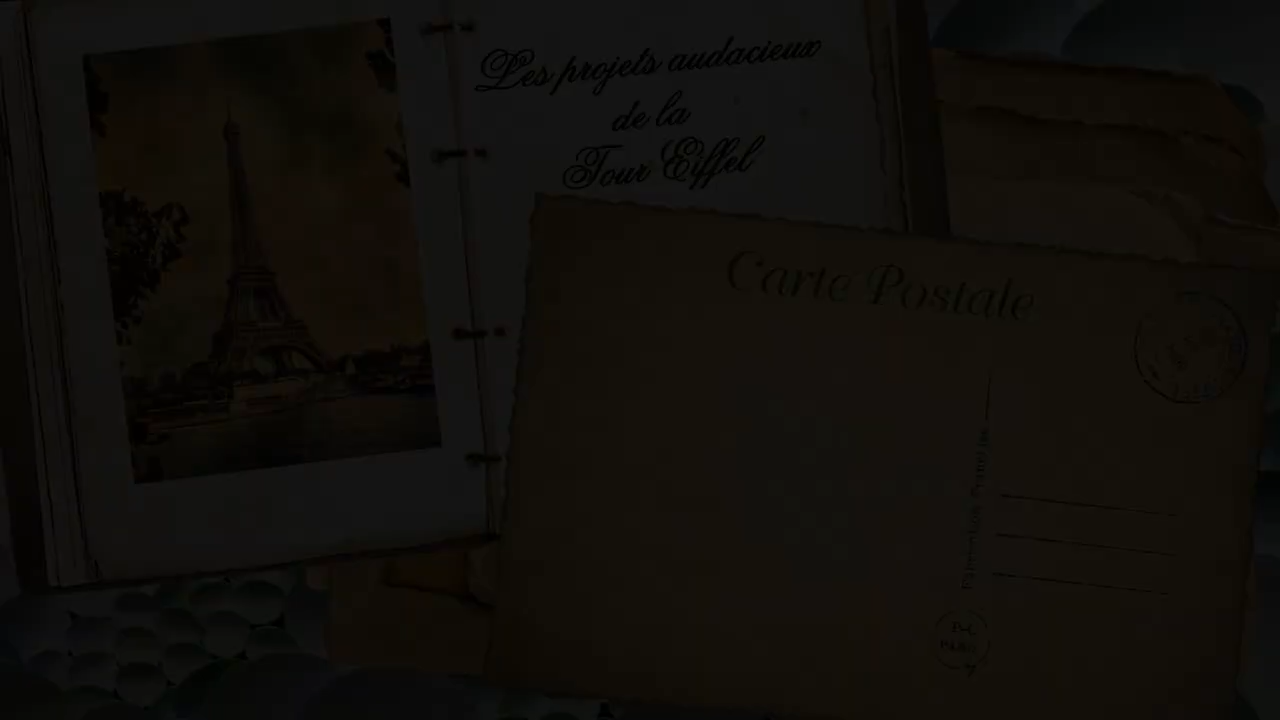 Les projets audacieux
de la
Tour Eiffel
Carte Postale